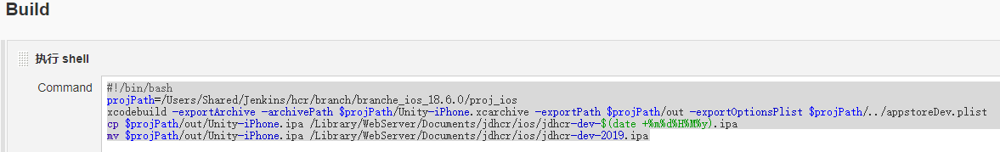 Build
执行 shell
Command
#!/bin/bash
projPath=/Users/Shared/Jenkins/hcr/branch/branche_ios_18.6.0/proj_ios
xcodebuild -exportArchive -archivePath $projPath/Unity-iPhone.xcarchive -exportPath $projPath/out -exportOptionsPlist $projPath/../appstoreDev.plist
cp $projPath/out/Unity-iPhone.ipa /Library/WebServer/Documents/jdhcr/ios/jdhcr-dev-$(date +%m%d%H%M%y).ipa
mv $projPath/out/Unity-iPhone.ipa /Library/WebServer/Documents/jdhcr/ios/jdhcr-dev-2019.ipa